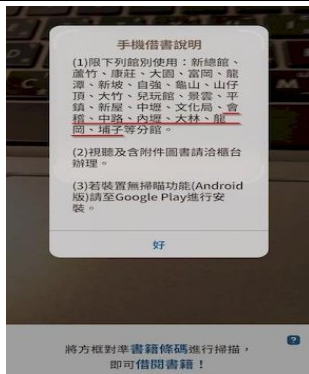 手機借書說明
(1)限下列館別使用：新總館、
蘆竹、康莊、大園、富岡、龍
潭、新坡、自強、龜山、山仔
頂、大竹、兒玩館、景雲、平
鎮、新屋、中壢、文化局、會
稽、中路、內壢、大林、龍
岡、埔子等分館。
(2)視聽及含附件圖書請洽櫃台
辦理。
(3)若裝置無掃瞄功能(Android
版)請至Google Play進行安
裝。
好
?
將方框對準書籍條碼進行掃描，
即可借閱書籍！